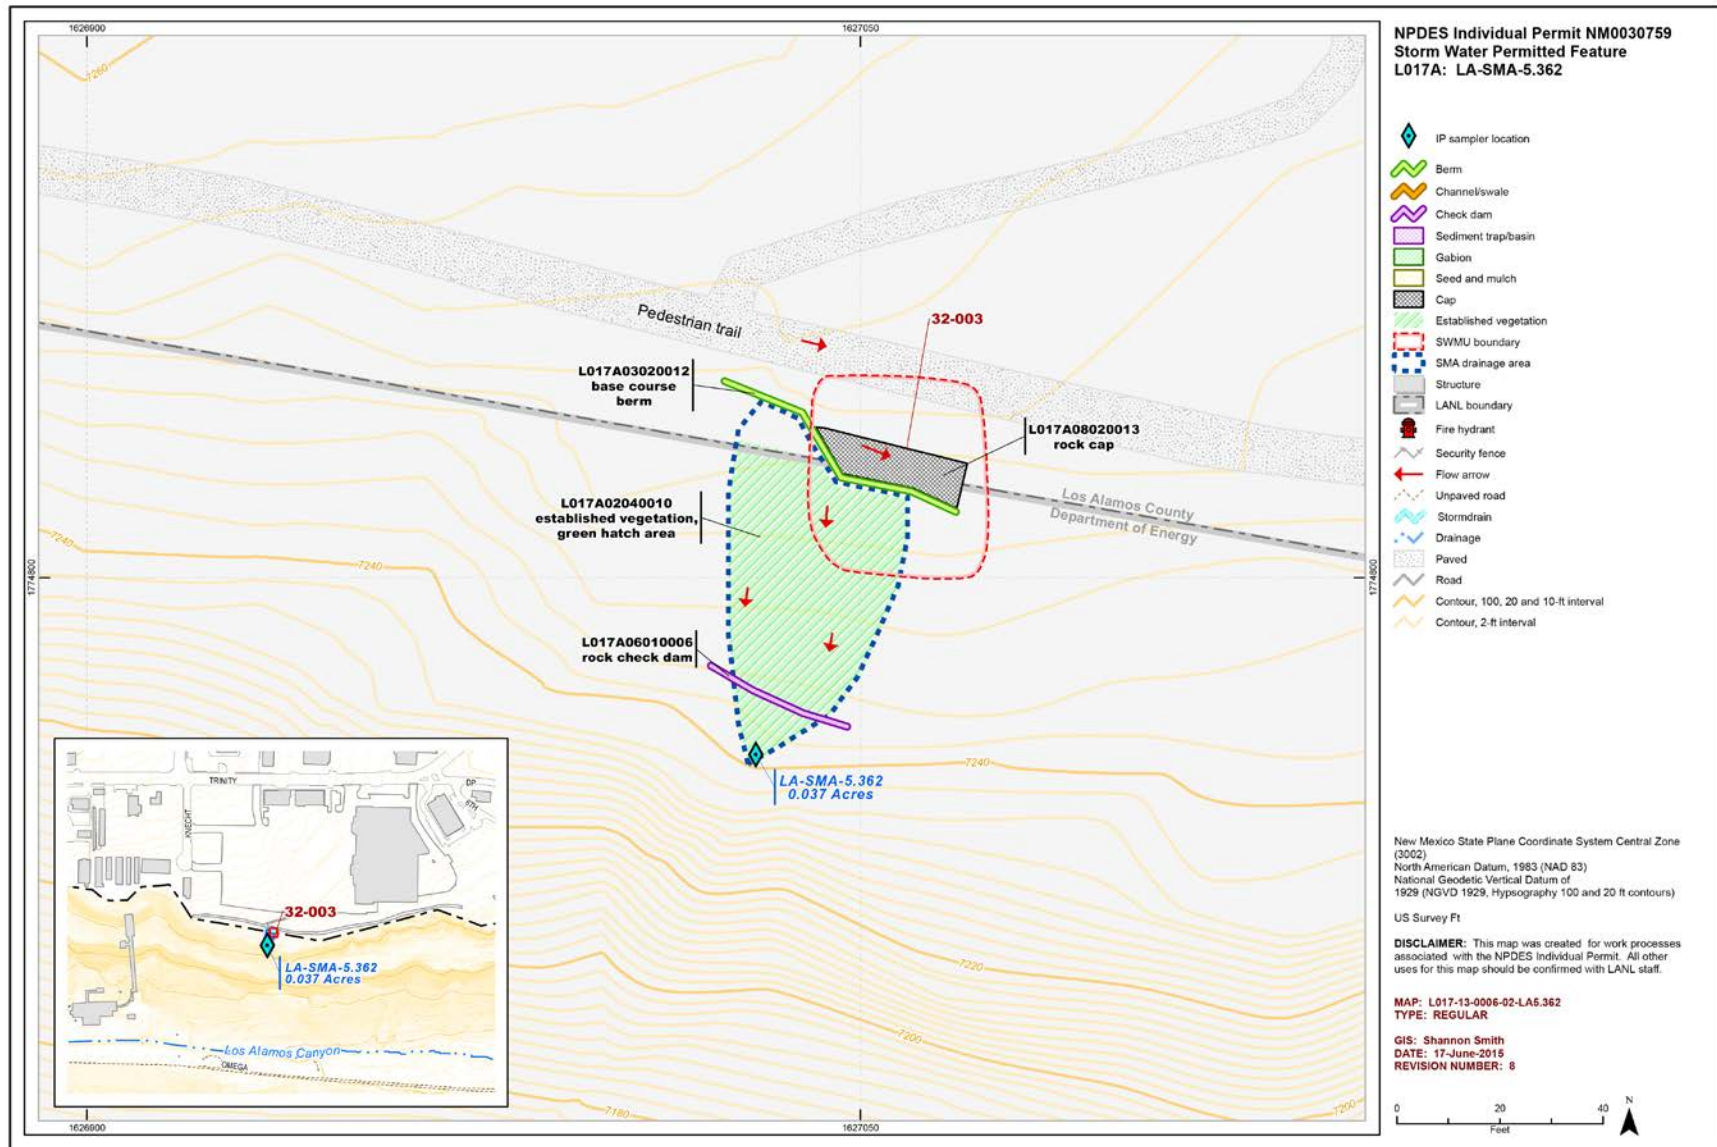 1626900
1627050
7260
Pedestrian trail
32-003
L017A03020012
base course
berm
L017A08020013
rock cap
L017A02040010
established vegetation,
green hatch area
Los Alamos County
Department of Energy
7240
7240
1774800
1774800
L017A06010006
rock check dam
7240
LA-SMA-5.362
0.037 Acres
TRINITY
DP
6TH
KNECHT
32-003
LA-SMA-5.362
0.037 Acres
Los Alamos Canyon
OMEGA
7220
7200
7180
7200
1626900
1627050
NPDES Individual Permit NM0030759
Storm Water Permitted Feature
L017A: LA-SMA-5.362
IP sampler location
Berm
Channel/swale
Check dam
Sediment trap/basin
Gabion
Seed and mulch
Cap
Established vegetation
SWMU boundary
SMA drainage area
Structure
LANL boundary
Fire hydrant
Security fence
Flow arrow
Unpaved road
Stormdrain
Drainage
Paved
Road
Contour, 100, 20 and 10-ft interval
Contour, 2-ft interval
New Mexico State Plane Coordinate System Central Zone
(3002)
North American Datum, 1983 (NAD 83)
National Geodetic Vertical Datum of
1929 (NGVD 1929, Hypsography 100 and 20 ft contours)
US Survey Ft
DISCLAIMER: This map was created for work processes
associated with the NPDES Individual Permit. All other
uses for this map should be confirmed with LANL staff.
MAP: L017-13-0006-02-LA5.362
TYPE: REGULAR
GIS: Shannon Smith
DATE: 17-June-2015
REVISION NUMBER: 8
0 20 40
Feet
N